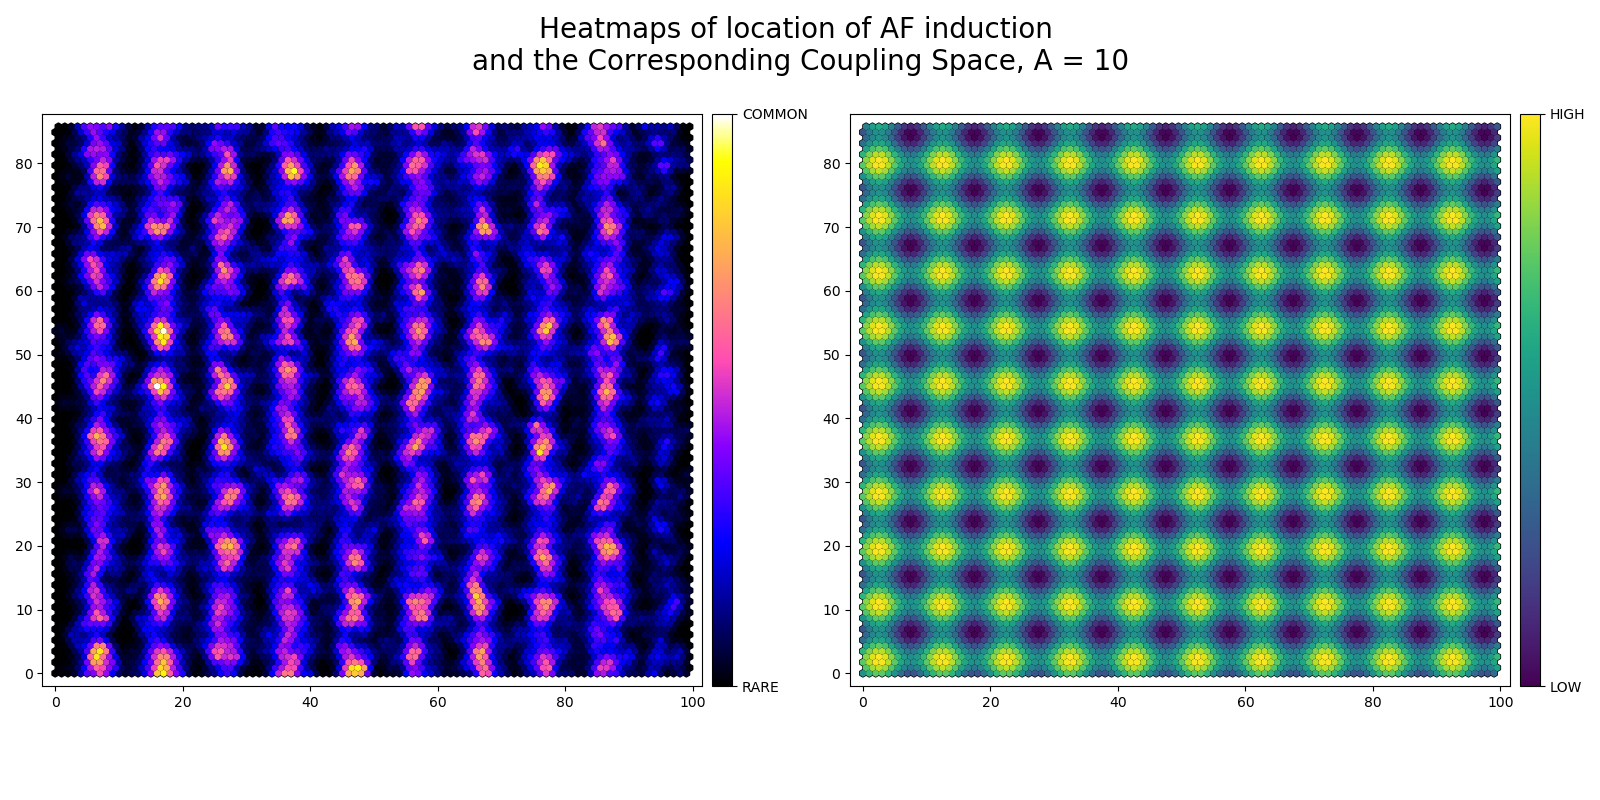 Heatmaps of location of AF induction
and the Corresponding Coupling Space, A = 10
COMMON
80
70
60
50
40
30
20
10
0
RARE
0 20 40 60 80 100
HIGH
80
70
60
50
40
30
20
10
0
LOW
0 20 40 60 80 100